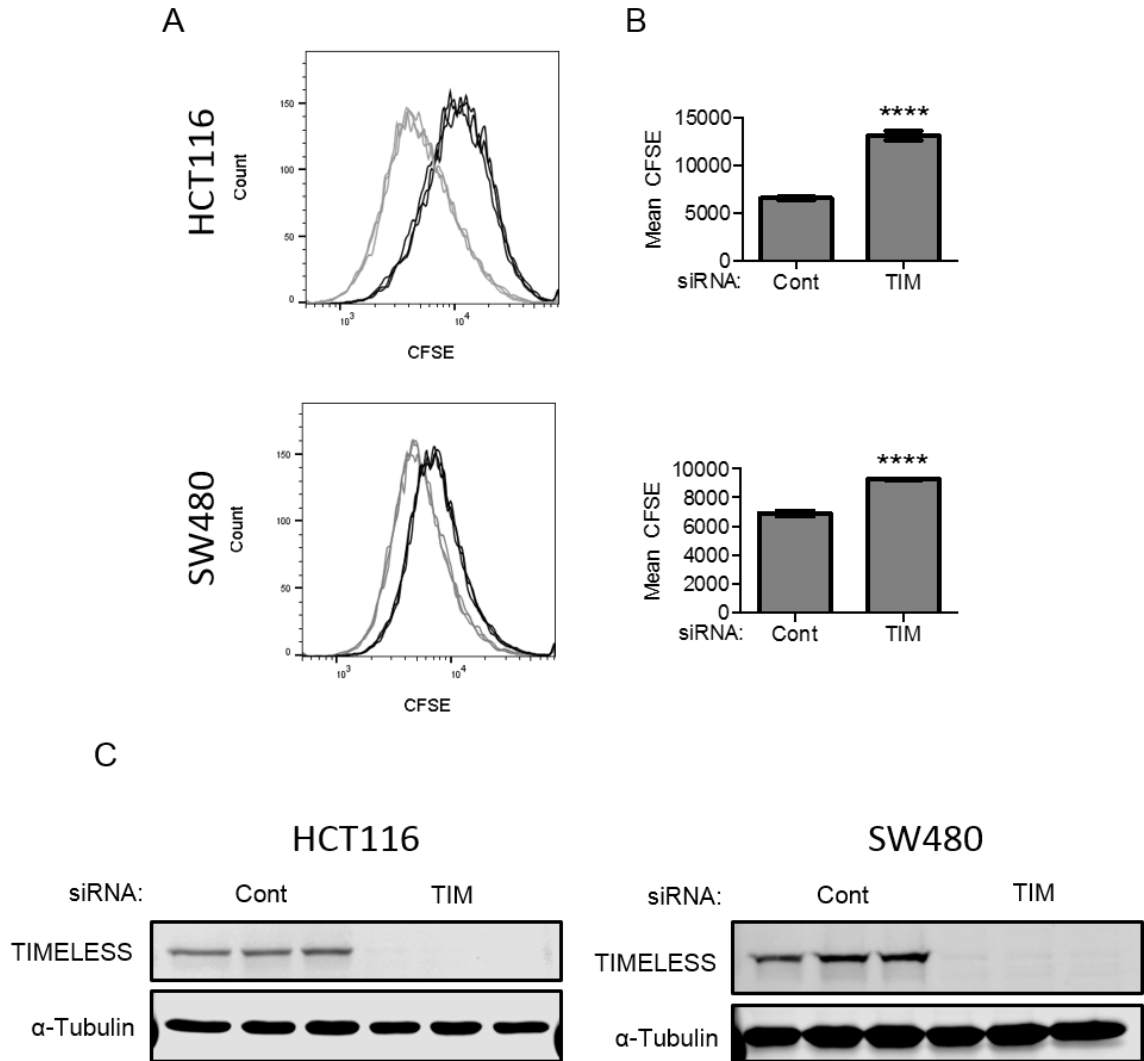 A
B
HCT116
Count
150
100
50
0
10³
10⁴
CFSE
Mean CFSE
15000
10000
5000
0
****
siRNA:
Cont
TIM
SW480
Count
150
100
50
0
10³
10⁴
CFSE
Mean CFSE
10000
8000
6000
4000
2000
0
****
siRNA:
Cont
TIM
C
HCT116
siRNA:
Cont
TIM
TIMELESS
α-Tubulin
SW480
siRNA:
Cont
TIM
TIMELESS
α-Tubulin